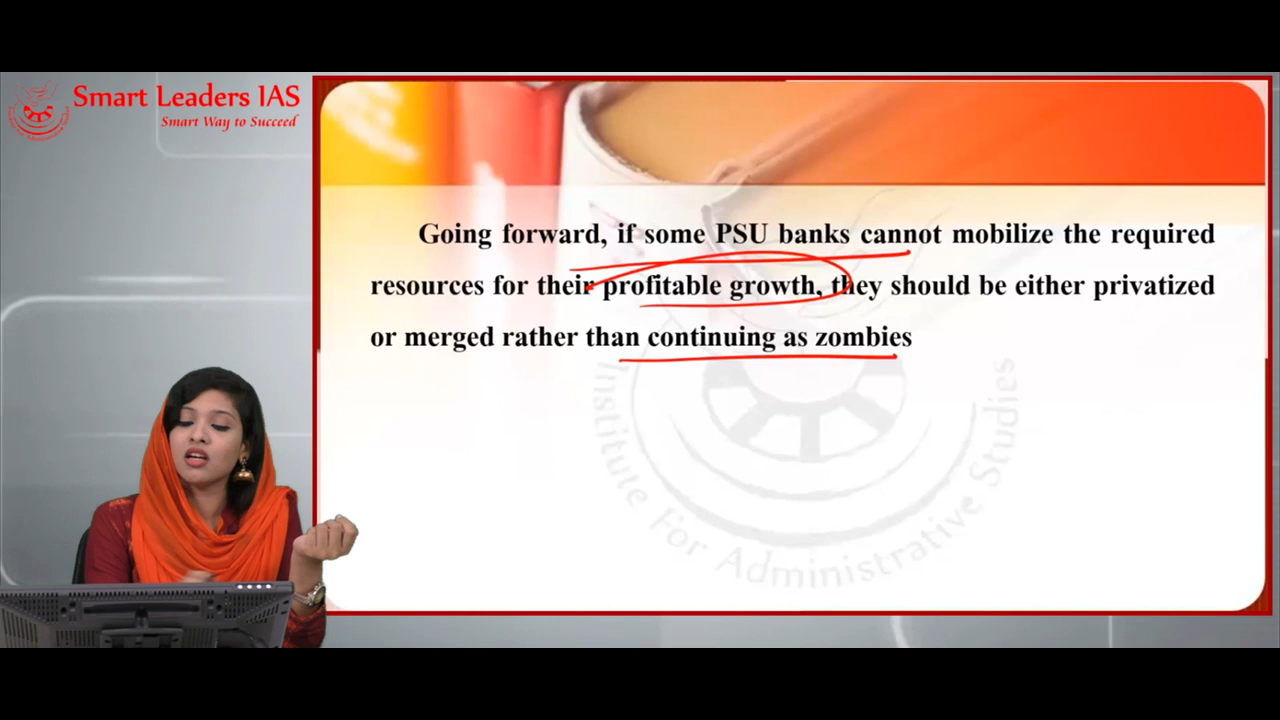 Smart Leaders IAS
Smart Way to Succeed
Going forward, if some PSU banks cannot mobilize the required
resources for their profitable growth, they should be either privatized
or merged rather than continuing as zombies
Institute For Administrative Studies